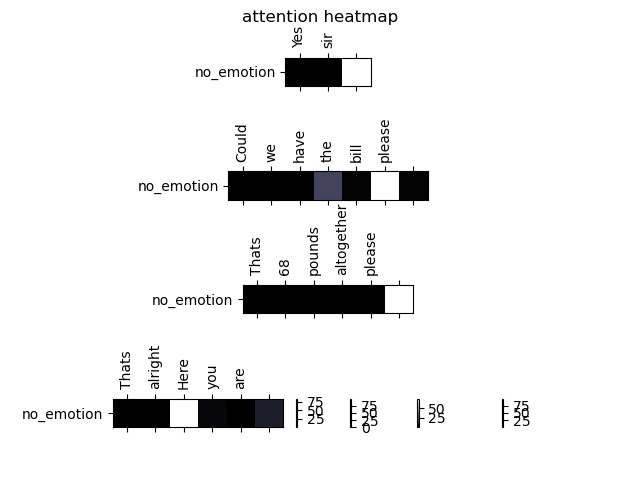 attention heatmap
Yes sir
no_emotion
Could we have the bill please
no_emotion
Thats 68 pounds altogether please
no_emotion
Thats alright Here you are
no_emotion
75 50 25
75 50 25 0
50 25
75 50 25